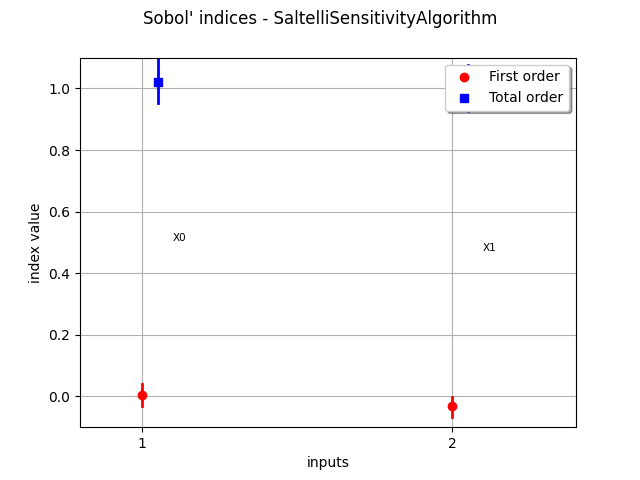 Sobol' indices - SaltelliSensitivityAlgorithm
First order
Total order
1.0
0.8
0.6
0.4
0.2
0.0
index value
X0
X1
1
2
inputs